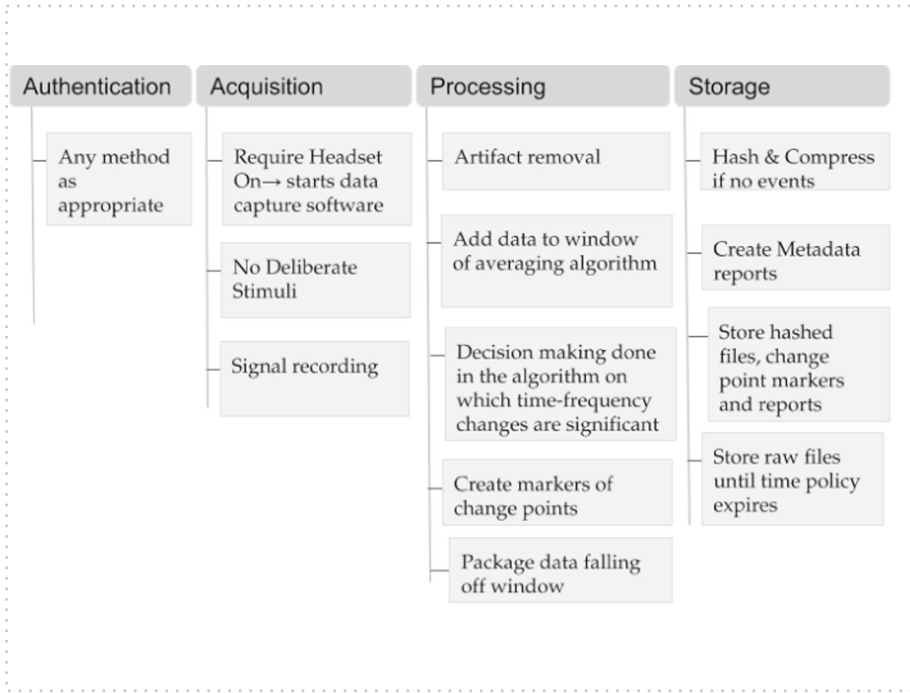 Authentication
Any method
as
appropriate
Acquisition
Require Headset
On→ starts data
capture software
No Deliberate
Stimuli
Signal recording
Processing
Artifact removal
Add data to window
of averaging algorithm
Decision making done
in the algorithm on
which time-frequency
changes are significant
Create markers of
change points
Package data falling
off window
Storage
Hash & Compress
if no events
Create Metadata
reports
Store hashed
files, change
point markers
and reports
Store raw files
until time policy
expires